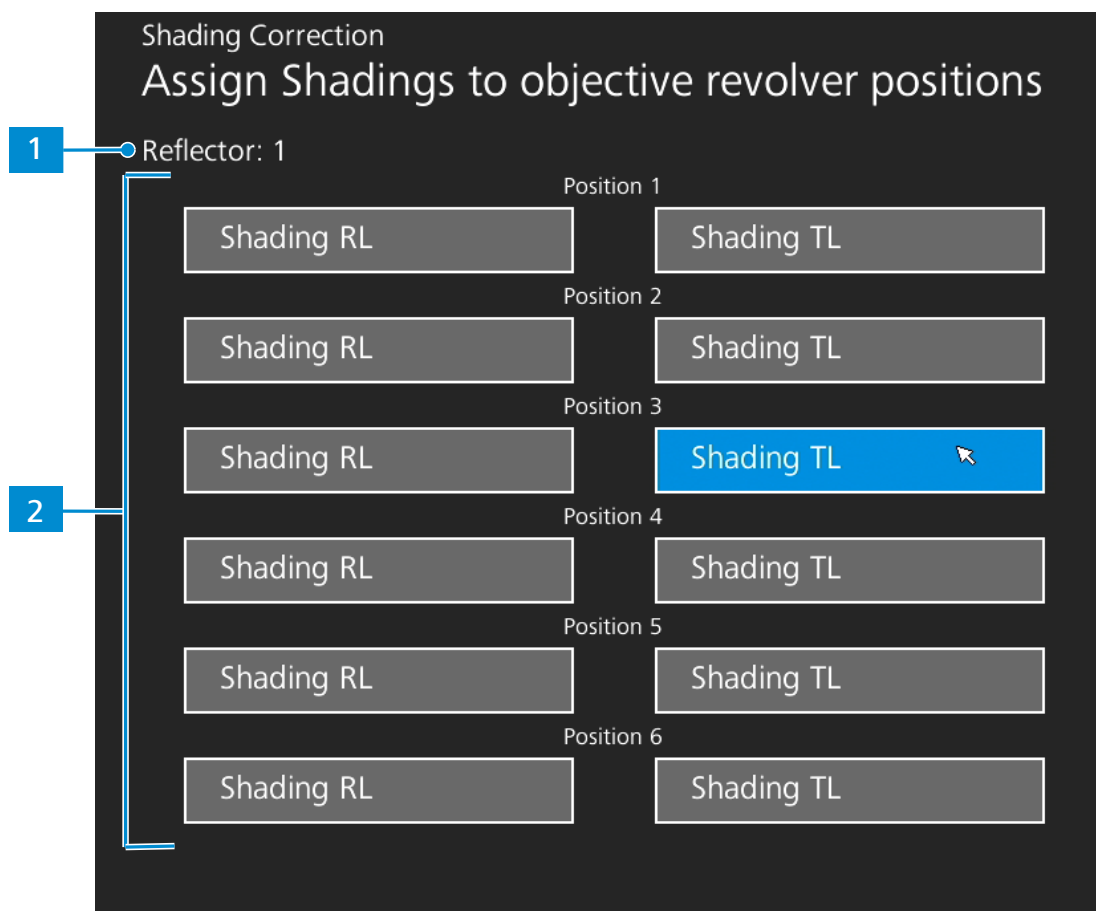 Shading Correction
Assign Shadings to objective revolver positions
1
Reflector: 1
Position 1
Shading RL
Shading TL
Position 2
Shading RL
Shading TL
Position 3
Shading RL
Shading TL
2
Position 4
Shading RL
Shading TL
Position 5
Shading RL
Shading TL
Position 6
Shading RL
Shading TL